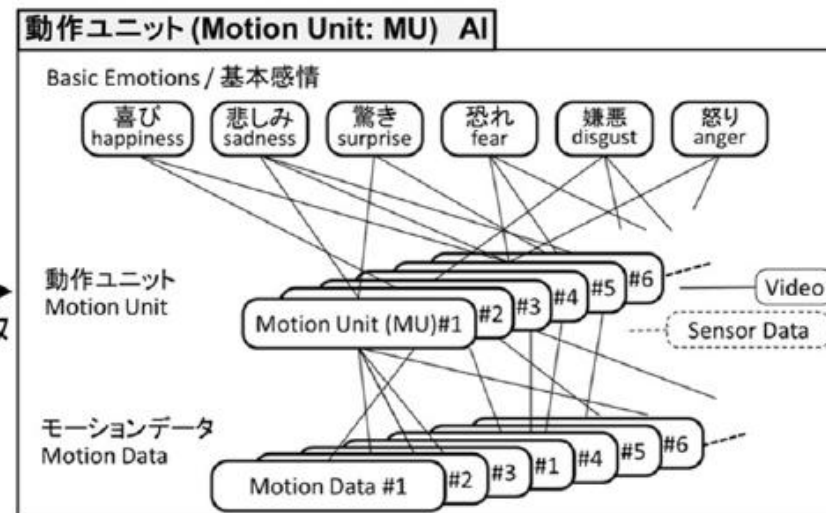 動作ユニット (Motion Unit: MU) AI
Basic Emotions / 基本感情
喜び
happiness
悲しみ
sadness
驚き
surprise
恐れ
fear
嫌悪
disgust
怒り
anger
動作ユニット
Motion Unit
Motion Unit (MU)#1
#2
#3
#4
#5
#6
Video
Sensor Data
モーションデータ
Motion Data
Motion Data #1
#2
#3
#1
#4
#5
#6